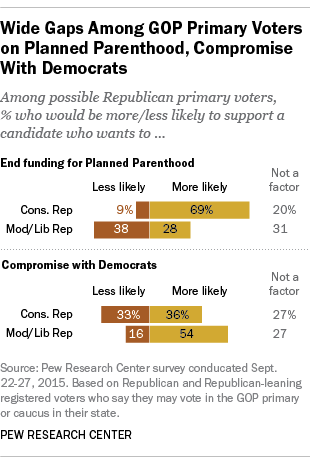 Wide Gaps Among GOP Primary Voters
on Planned Parenthood, Compromise
With Democrats
Among possible Republican primary voters,
% who would be more/less likely to support a
candidate who wants to ...
End funding for Planned Parenthood
Less likely More likely Not a factor
Cons. Rep 9% 69% 20%
Mod/Lib Rep 38 28 31
Compromise with Democrats
Less likely More likely Not a factor
Cons. Rep 33% 36% 27%
Mod/Lib Rep 16 54 27
Source: Pew Research Center survey conducated Sept.
22-27, 2015. Based on Republican and Republican-leaning
registered voters who say they may vote in the GOP primary
or caucus in their state.
PEW RESEARCH CENTER